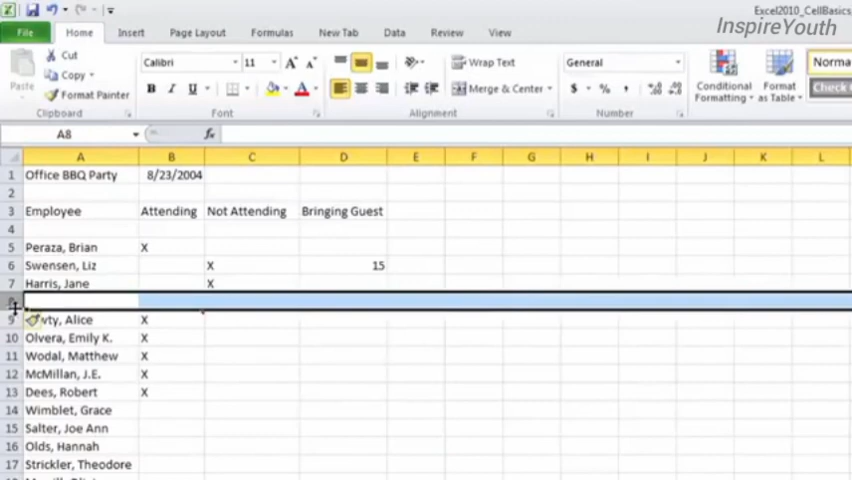 Excel2010_CellBasics
InspireYouth
File Home Insert Page Layout Formulas New Tab Data Review View
Cut
Copy
Format Painter
Paste
Clipboard
Calibri 11
B I U
Font
Wrap Text
Merge & Center
Alignment
General
$ % ,
Number
Conditional Formatting
Format as Table
Norma
Check
A8 fx
A B C D E F G H I J K L
1 Office BBQ Party 8/23/2004
2
3 Employee Attending Not Attending Bringing Guest
4
5 Peraza, Brian X
6 Swensen, Liz X 15
7 Harris, Jane X
8
9 wty, Alice X
10 Olvera, Emily K. X
11 Wodal, Matthew X
12 McMillan, J.E. X
13 Dees, Robert X
14 Wimblet, Grace
15 Salter, Joe Ann
16 Olds, Hannah
17 Strickler, Theodore